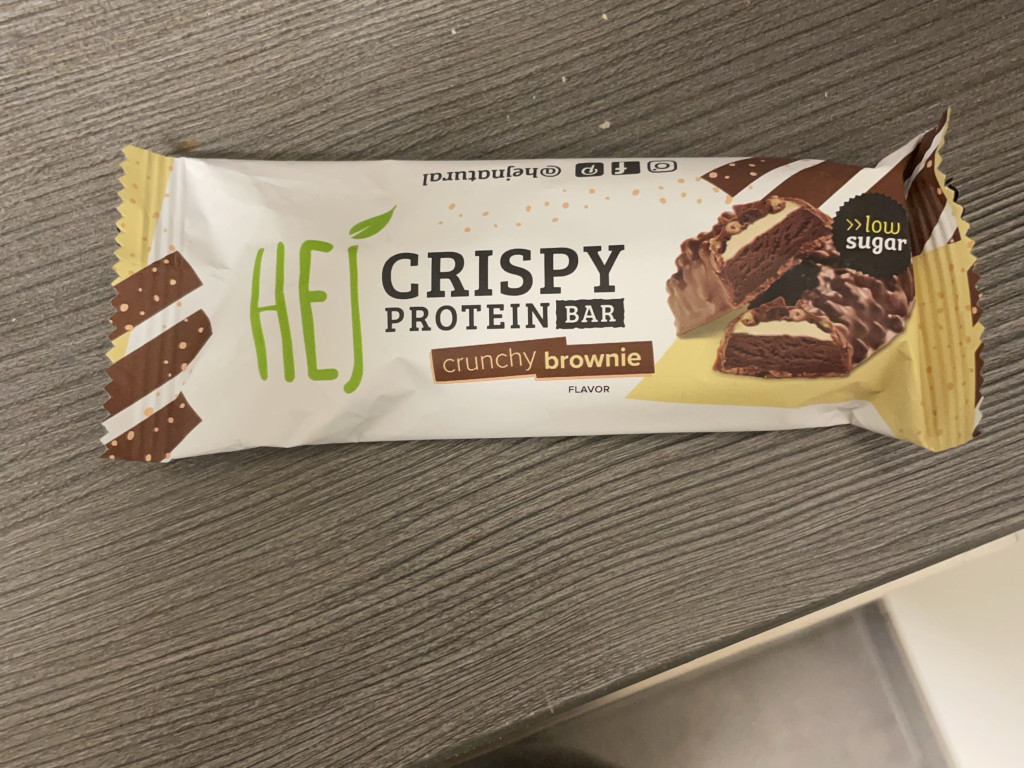 @hejnatural
HEJ
CRISPY
PROTEIN BAR
crunchy brownie
FLAVOR
>>low
sugar